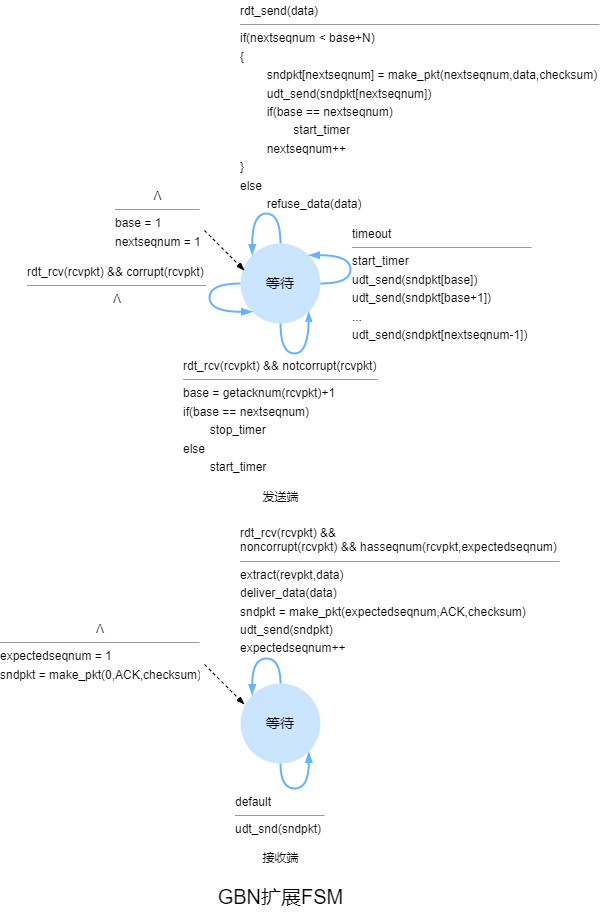 rdt_send(data)
if(nextseqnum < base+N)
{
sndpkt[nextseqnum] = make_pkt(nextseqnum,data,checksum)
udt_send(sndpkt[nextseqnum])
if(base == nextseqnum)
start_timer
nextseqnum++
}
else
refuse_data(data)
/\
base = 1
nextseqnum = 1
rdt_rcv(rcvpkt) && corrupt(rcvpkt)
/\
等待
timeout
start_timer
udt_send(sndpkt[base])
udt_send(sndpkt[base+1])
...
udt_send(sndpkt[nextseqnum-1])
rdt_rcv(rcvpkt) && notcorrupt(rcvpkt)
base = getacknum(rcvpkt)+1
if(base == nextseqnum)
stop_timer
else
start_timer
发送端
rdt_rcv(rcvpkt) &&
noncorrupt(rcvpkt) && hasseqnum(rcvpkt,expectedseqnum)
extract(revpkt,data)
deliver_data(data)
sndpkt = make_pkt(expectedseqnum,ACK,checksum)
udt_send(sndpkt)
expectedseqnum++
/\
expectedseqnum = 1
sndpkt = make_pkt(0,ACK,checksum)
等待
default
udt_snd(sndpkt)
接收端
GBN扩展FSM